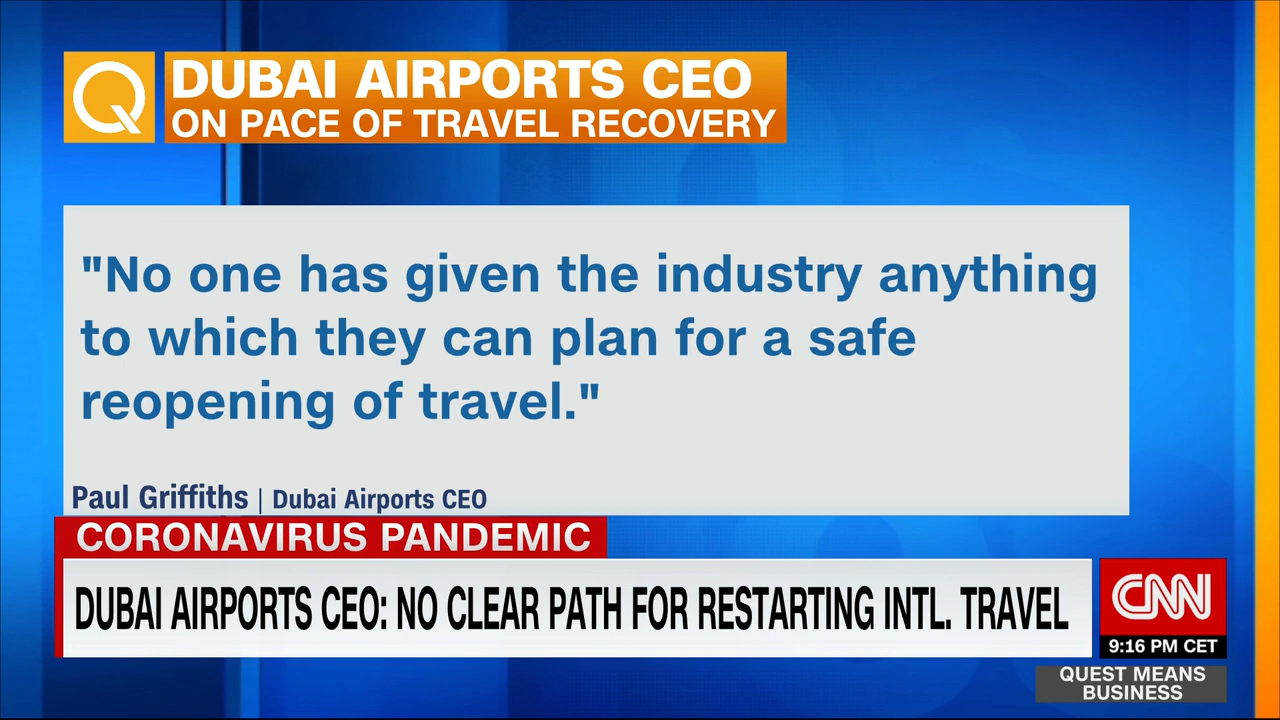 Q
DUBAI AIRPORTS CEO
ON PACE OF TRAVEL RECOVERY
"No one has given the industry anything
to which they can plan for a safe
reopening of travel."
Paul Griffiths | Dubai Airports CEO
CORONAVIRUS PANDEMIC
DUBAI AIRPORTS CEO: NO CLEAR PATH FOR RESTARTING INTL. TRAVEL
CNN
9:16 PM CET
QUEST MEANS
BUSINESS